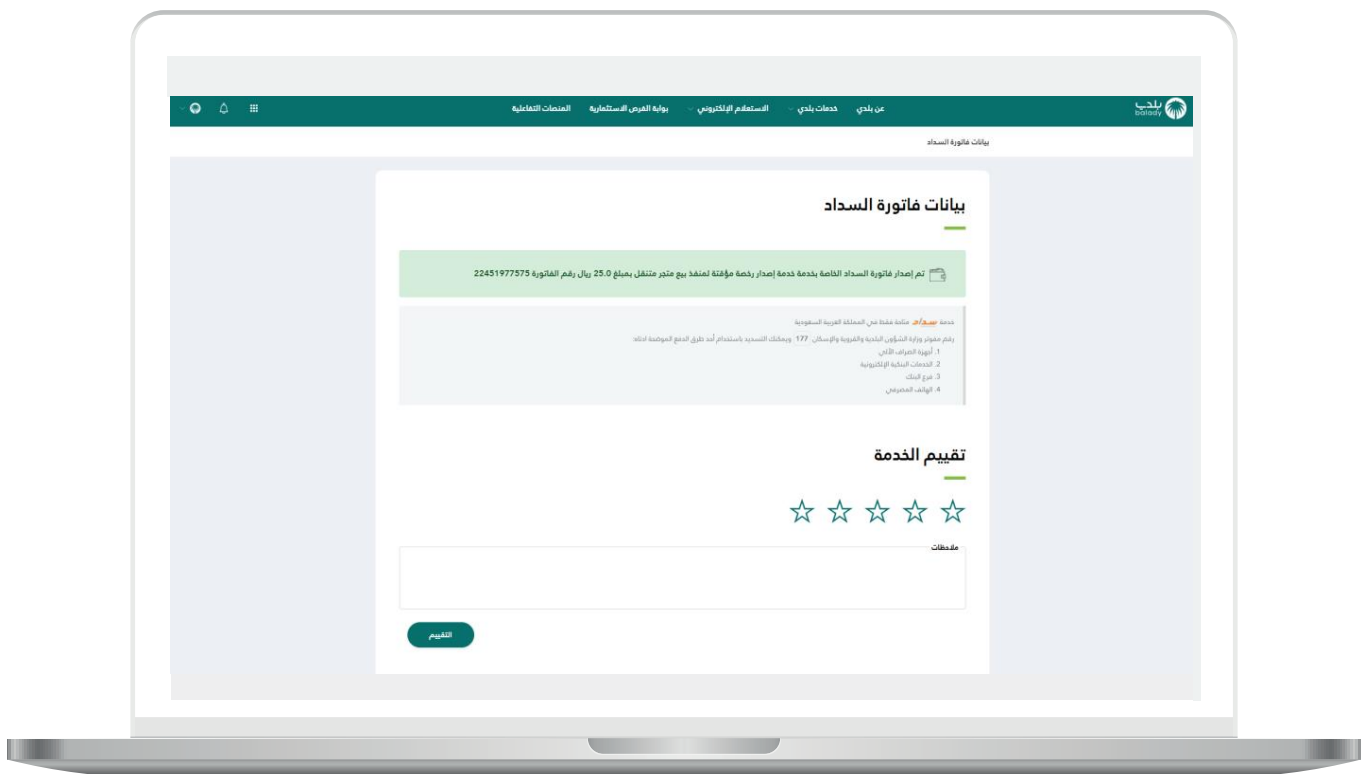 بلدي
balady
عن بلدي خدمات بلدي الاستعلام الإلكتروني بوابة الفرص الاستثمارية المنصات التفاعلية
بيانات فاتورة السداد
بيانات فاتورة السداد
تم إصدار فاتورة السداد الخاصة بخدمة خدمة إصدار رخصة مؤقتة لمنفذ بيع متجر متنقل بمبلغ 25.0 ريال رقم الفاتورة 22451977575
خدمة سداد متاحة فقط في المملكة العربية السعودية
رقم مفوتر وزارة الشؤون البلدية والقروية والإسكان 177 ويمكنك التسديد باستخدام أحد طرق الدفع الموضحة ادناه:
1. أجهزة الصراف الآلي
2. الخدمات البنكية الإلكترونية
3. فرع البنك
4. الهاتف المصرفي
تقييم الخدمة
ملاحظات
التقييم